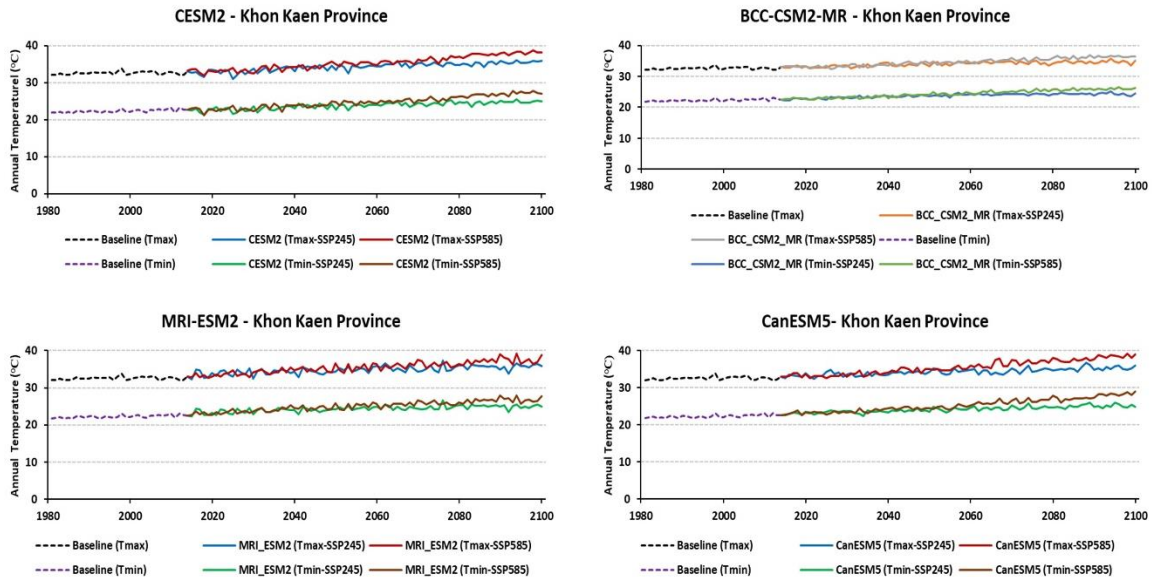 CESM2 - Khon Kaen Province
Annual Temperaturel (°C)
40
30
20
10
0
1980 2000 2020 2040 2060 2080 2100
Baseline (Tmax) CESM2 (Tmax-SSP245) CESM2 (Tmax-SSP585)
Baseline (Tmin) CESM2 (Tmin-SSP245) CESM2 (Tmin-SSP585)
BCC-CSM2-MR - Khon Kaen Province
Annual Temperature (°C)
40
30
20
10
0
1980 1990 2000 2010 2020 2030 2040 2050 2060 2070 2080 2090 2100
Baseline (Tmax) BCC_CSM2_MR (Tmax-SSP245)
BCC_CSM2_MR (Tmax-SSP585) Baseline (Tmin)
BCC_CSM2_MR (Tmin-SSP245) BCC_CSM2_MR (Tmin-SSP585)
MRI-ESM2 - Khon Kaen Province
Annual Temperature (°C)
40
30
20
10
0
1980 2000 2020 2040 2060 2080 2100
Baseline (Tmax) MRI_ESM2 (Tmax-SSP245) MRI_ESM2 (Tmax-SSP585)
Baseline (Tmin) MRI_ESM2 (Tmin-SSP245) MRI_ESM2 (Tmin-SSP585)
CanESM5- Khon Kaen Province
Annual Temperature (°C)
40
30
20
10
0
1980 2000 2020 2040 2060 2080 2100
Baseline (Tmax) CanESM5 (Tmax-SSP245) CanESM5 (Tmax-SSP585)
Baseline (Tmin) CanESM5 (Tmin-SSP245) CanESM5 (Tmin-SSP585)